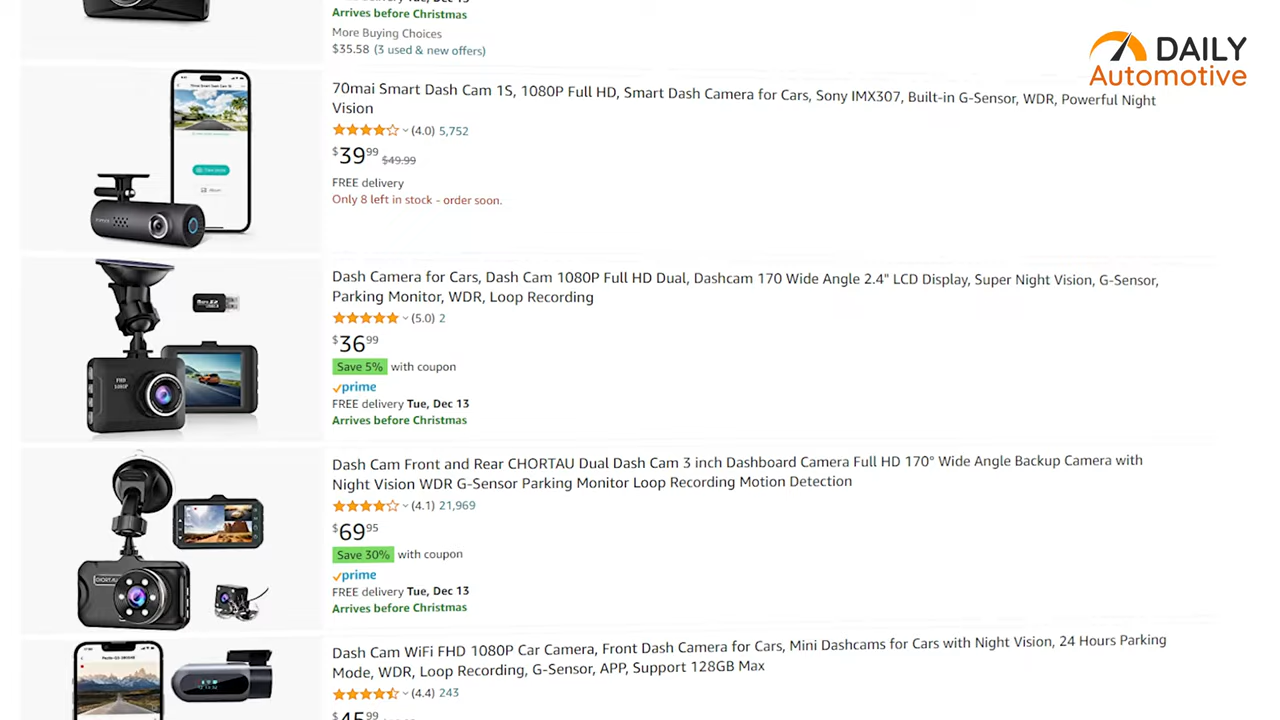 Arrives before Christmas
More Buying Choices
$35.58 (3 used & new offers)
DAILY
Automotive
70mai Smart Dash Cam 1S, 1080P Full HD, Smart Dash Camera for Cars, Sony IMX307, Built-in G-Sensor, WDR, Powerful Night
Vision
(4.0) 5,752
$39.99 $49.99
FREE delivery
Only 8 left in stock - order soon.
Dash Camera for Cars, Dash Cam 1080P Full HD Dual, Dashcam 170 Wide Angle 2.4" LCD Display, Super Night Vision, G-Sensor,
Parking Monitor, WDR, Loop Recording
(5.0) 2
$36.99
Save 5% with coupon
prime
FREE delivery Tue, Dec 13
Arrives before Christmas
FHD
1080P
Dash Cam Front and Rear CHORTAU Dual Dash Cam 3 inch Dashboard Camera Full HD 170° Wide Angle Backup Camera with
Night Vision WDR G-Sensor Parking Monitor Loop Recording Motion Detection
(4.1) 21,969
$69.95
Save 30% with coupon
prime
FREE delivery Tue, Dec 13
Arrives before Christmas
CHORTAU
Dash Cam WiFi FHD 1080P Car Camera, Front Dash Camera for Cars, Mini Dashcams for Cars with Night Vision, 24 Hours Parking
Mode, WDR, Loop Recording, G-Sensor, APP, Support 128GB Max
(4.4) 243